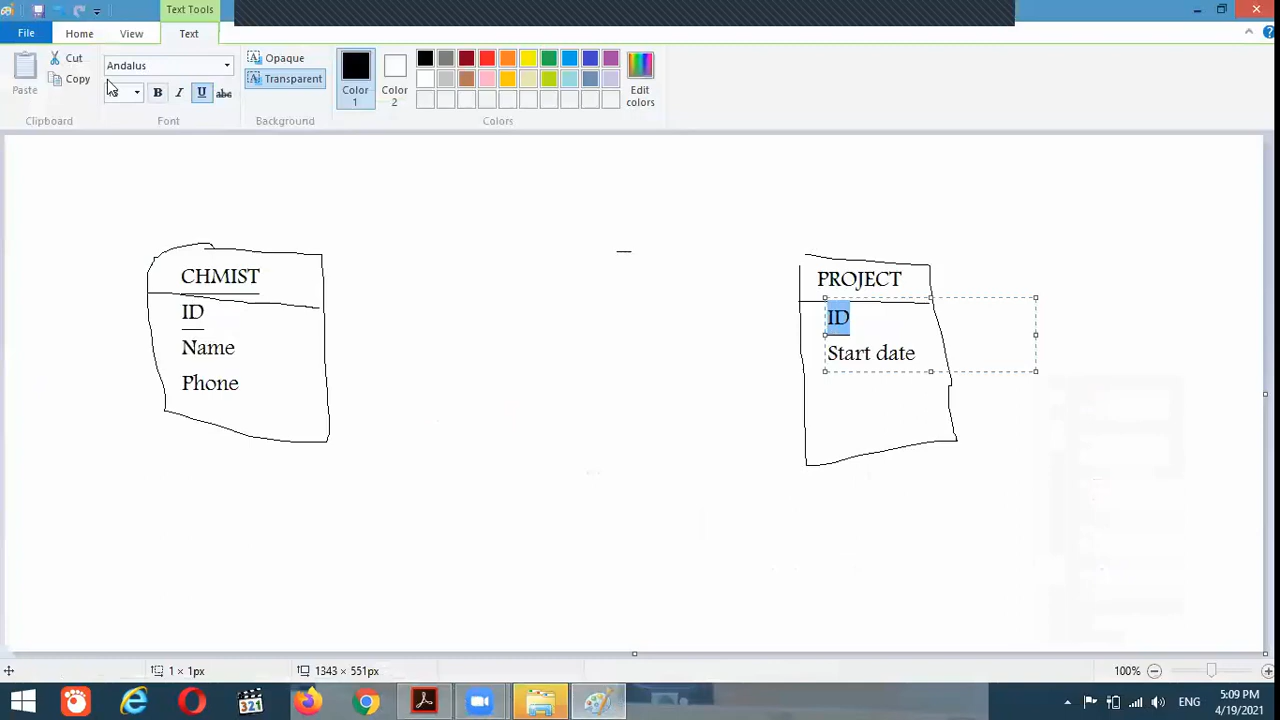 Text Tools
File
Home
View
Text
Paste
Cut
Copy
Clipboard
Andalus
B I U abc
Font
Opaque
Transparent
Background
Color 1
Color 2
Edit colors
Colors
CHMIST
ID
Name
Phone
PROJECT
ID
Start date
1 × 1px
1343 × 551px
100%
321
ENG
5:09 PM
4/19/2021